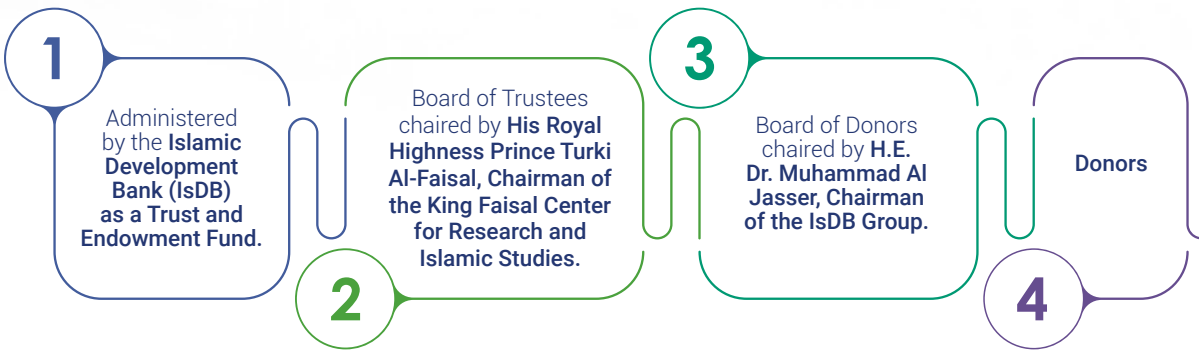 1
Administered
by the Islamic
Development
Bank (IsDB)
as a Trust and
Endowment Fund.
2
Board of Trustees
chaired by His Royal
Highness Prince Turki
Al-Faisal, Chairman of
the King Faisal Center
for Research and
Islamic Studies.
3
Board of Donors
chaired by H.E.
Dr. Muhammad Al
Jasser, Chairman
of the IsDB Group.
4
Donors